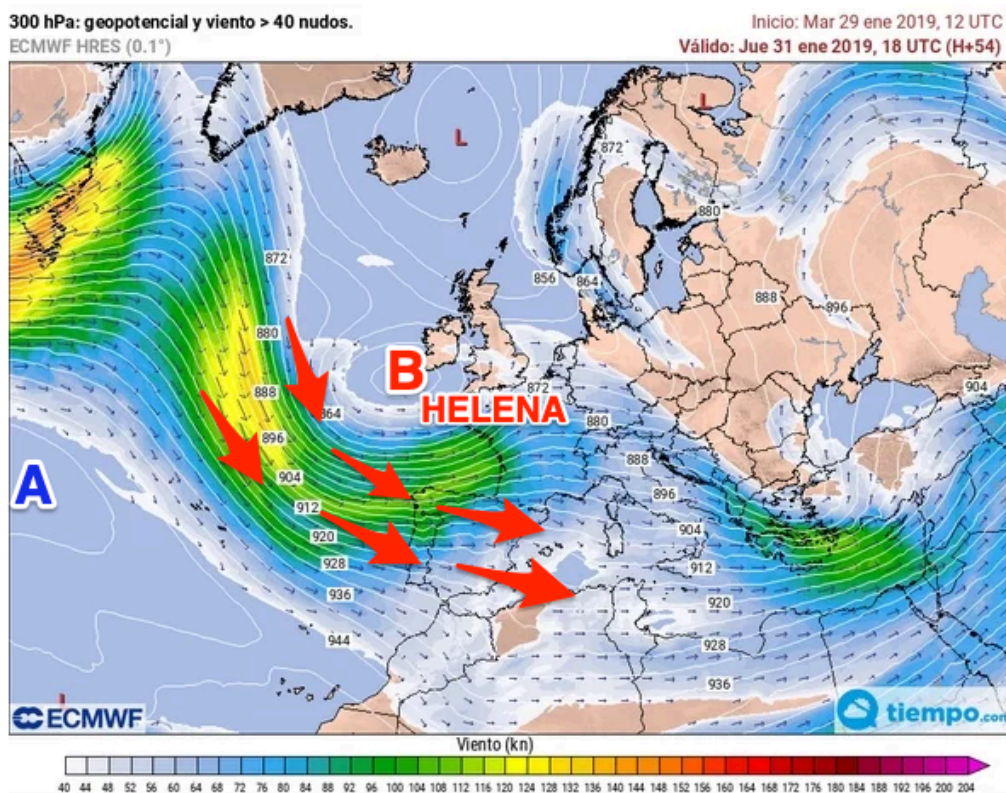 300 hPa: geopotencial y viento > 40 nudos.
Inicio: Mar 29 ene 2019, 12 UTC
ECMWF HRES (0.1°)
Válido: Jue 31 ene 2019, 18 UTC (H+54)
L
L
872
880
872
856
864
888
896
880
B
872
904
888
HELENA
864
880
896
888
A
904
896
912
904
920
928
912
936
920
944
928
936
L
ECMWF
tiempo.com
Viento (kn)
40 44 48 52 56 60 64 68 72 76 80 84 88 92 96 100 104 108 112 116 120 124 128 132 136 140 144 148 152 156 160 164 168 172 176 180 184 188 192 196 200 204